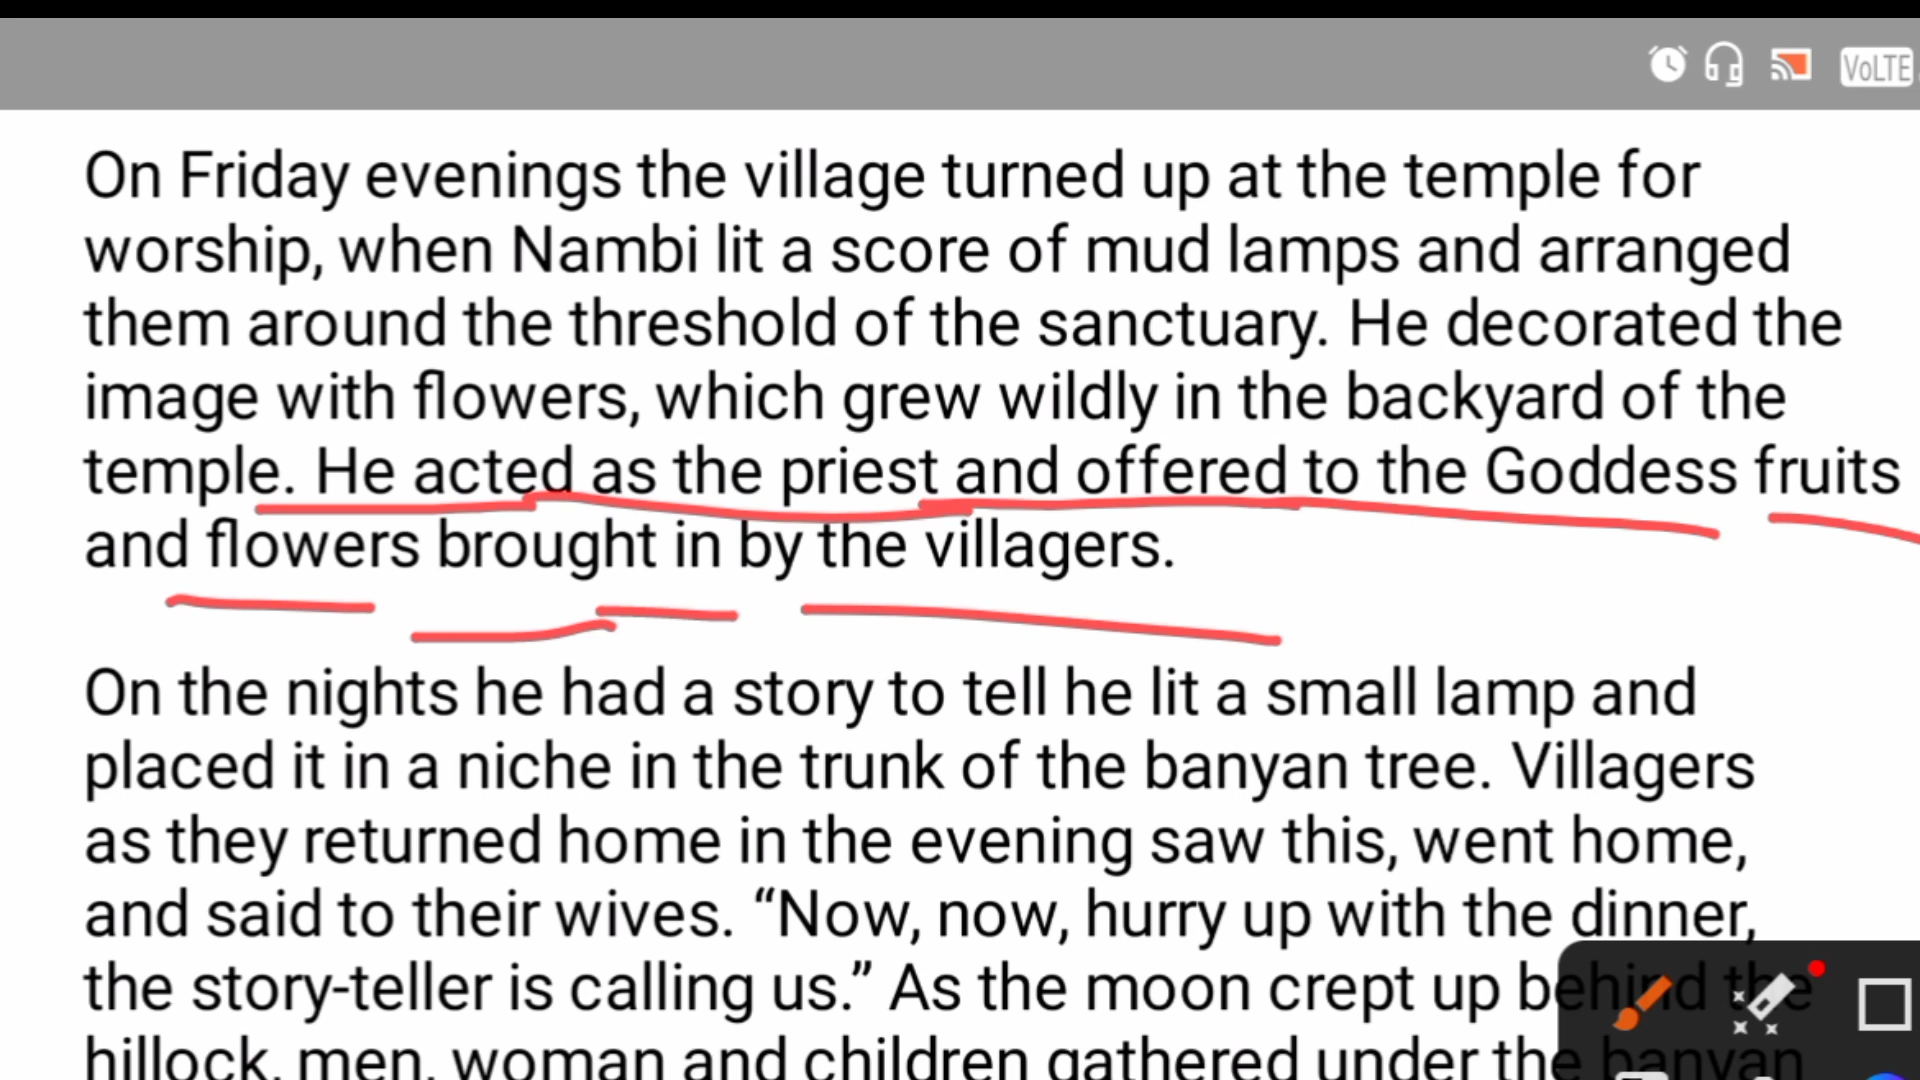 VoLTE
On Friday evenings the village turned up at the temple for
worship, when Nambi lit a score of mud lamps and arranged
them around the threshold of the sanctuary. He decorated the
image with flowers, which grew wildly in the backyard of the
temple. He acted as the priest and offered to the Goddess fruits
and flowers brought in by the villagers.
On the nights he had a story to tell he lit a small lamp and
placed it in a niche in the trunk of the banyan tree. Villagers
as they returned home in the evening saw this, went home,
and said to their wives. “Now, now, hurry up with the dinner,
the story-teller is calling us.” As the moon crept up behind the
hillock, men, woman and children gathered under the banyan